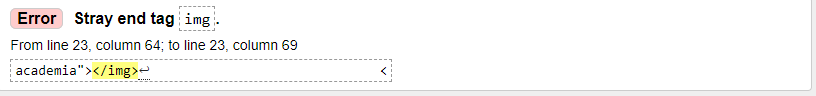 Error Stray end tag img.
From line 23, column 64; to line 23, column 69
academia"></img>↩ <